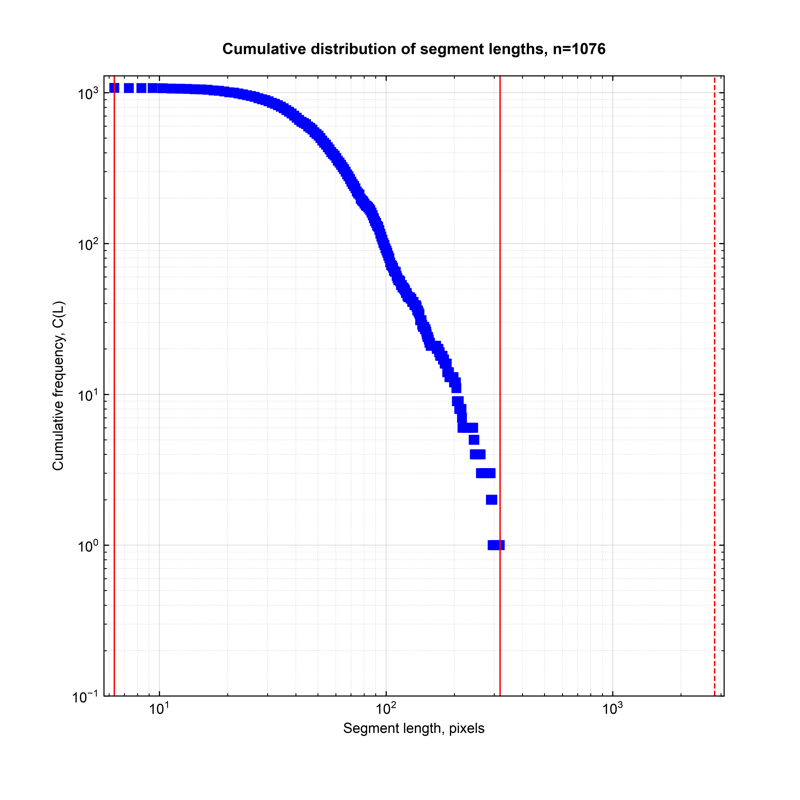 Cumulative distribution of segment lengths, n=1076
10³
10²
10¹
10⁰
10⁻¹
Cumulative frequency, C(L)
10¹
10²
10³
Segment length, pixels